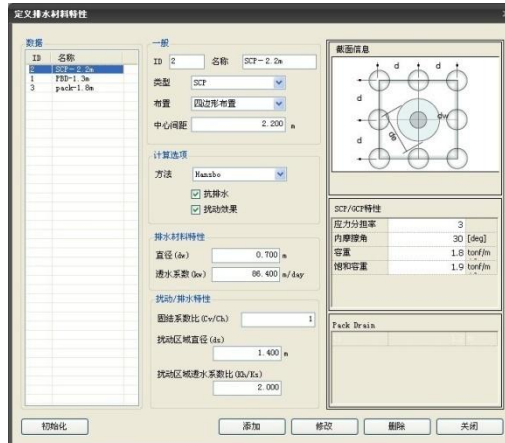 定义排水材料特性
数据
ID 名称
2 SCP-2.2m
1 PBD-1.3m
3 pack-1.8m
一般
ID 2 名称 SCP-2.2m
类型 SCP
布置 四边形布置
中心间距 2.200 m
计算选项
方法 Hansbo
抗排水
扰动效果
排水材料特性
直径(dw) 0.700 m
透水系数(kw) 86.400 m/day
扰动/排水特性
固结系数比(Cv/Ch) 1
扰动区域直径(ds)
1.400 m
扰动区域透水系数比(Kh/Ks)
2.000
截面信息
d d
d
dw
de
d
SCP/GCP特性
应力分担率 3
内摩擦角 30 [deg]
容重 1.8 tonf/m
饱和容重 1.9 tonf/m
Pack Drain
初始化 添加 修改 删除 关闭